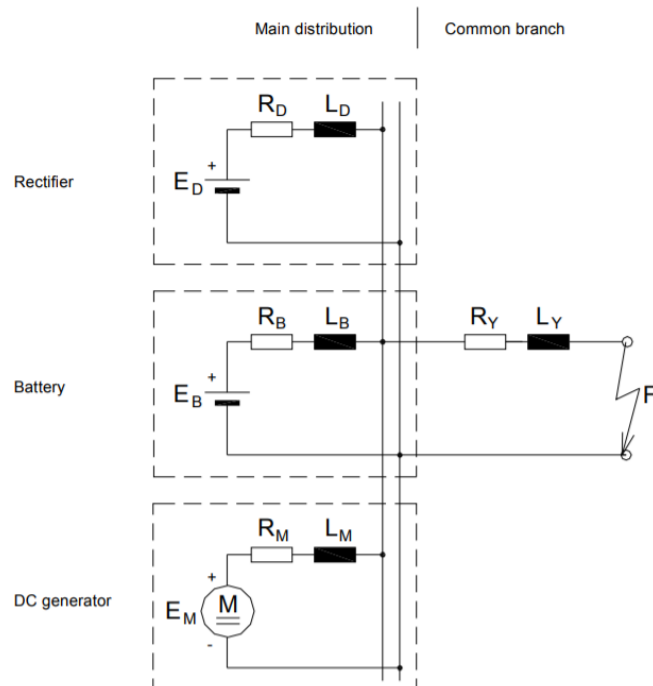 Main distribution
Common branch
R_D L_D
Rectifier
+
E_D
R_B L_B
R_Y L_Y
Battery
+
E_B
F
R_M L_M
DC generator
+
E_M
M
-